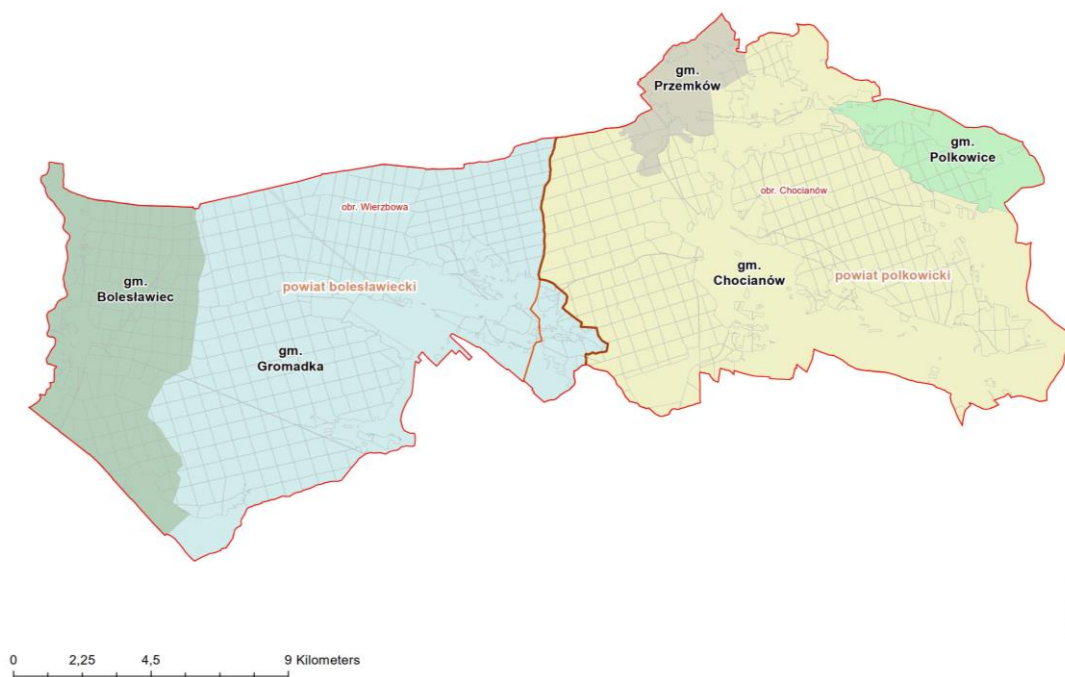 gm.
Przemków
gm.
Polkowice
obr. Chocianów
obr. Wierzbowa
gm.
Chocianów
powiat polkowicki
gm.
Bolesławiec
powiat bolesławiecki
gm.
Gromadka
0 2,25 4,5 9 Kilometers